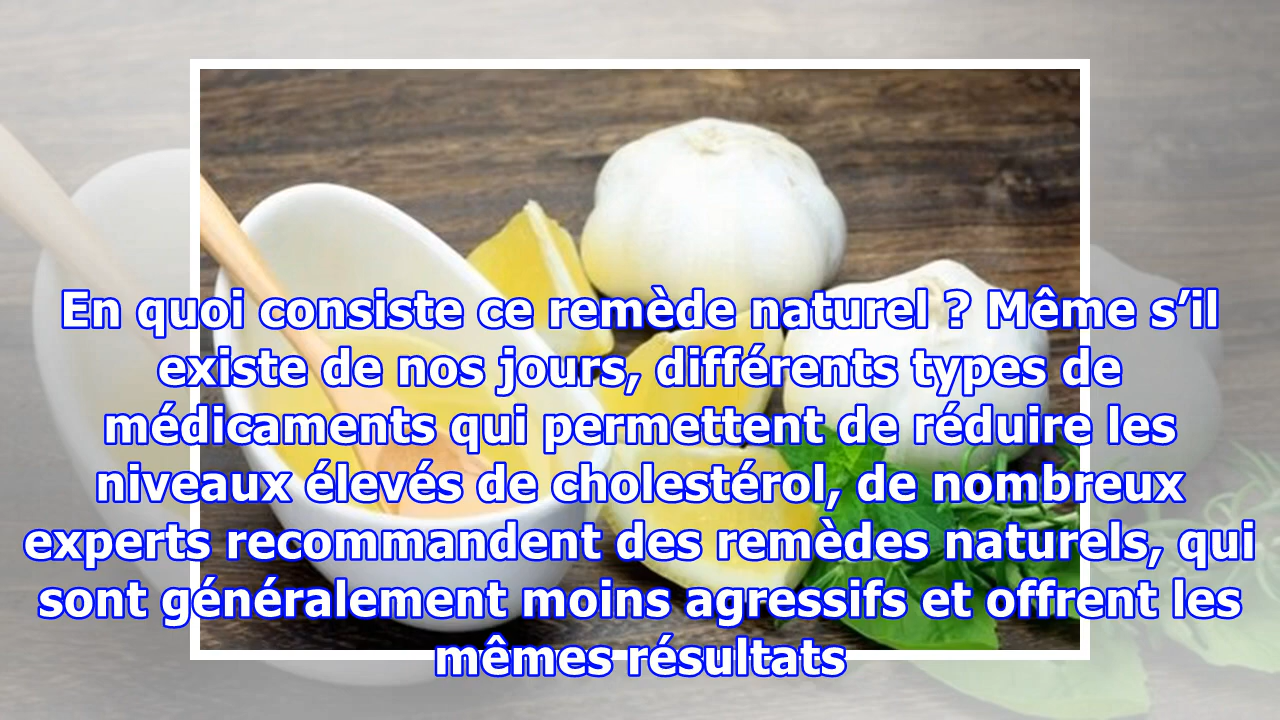 En quoi consiste ce remède naturel ? Même s’il
existe de nos jours, différents types de
médicaments qui permettent de réduire les
niveaux élevés de cholestérol, de nombreux
experts recommandent des remèdes naturels, qui
sont généralement moins agressifs et offrent les
mêmes résultats